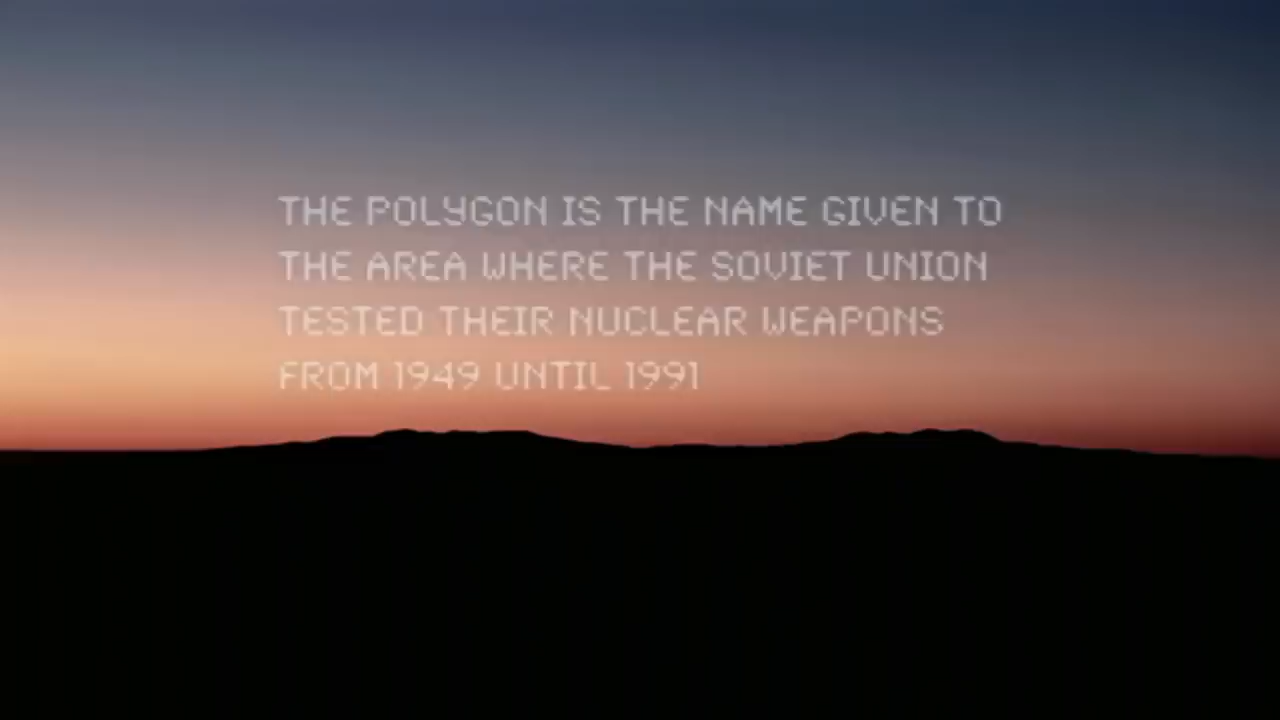 THE POLYGON IS THE NAME GIVEN TO
THE AREA WHERE THE SOVIET UNION
TESTED THEIR NUCLEAR WEAPONS
FROM 1949 UNTIL 1991